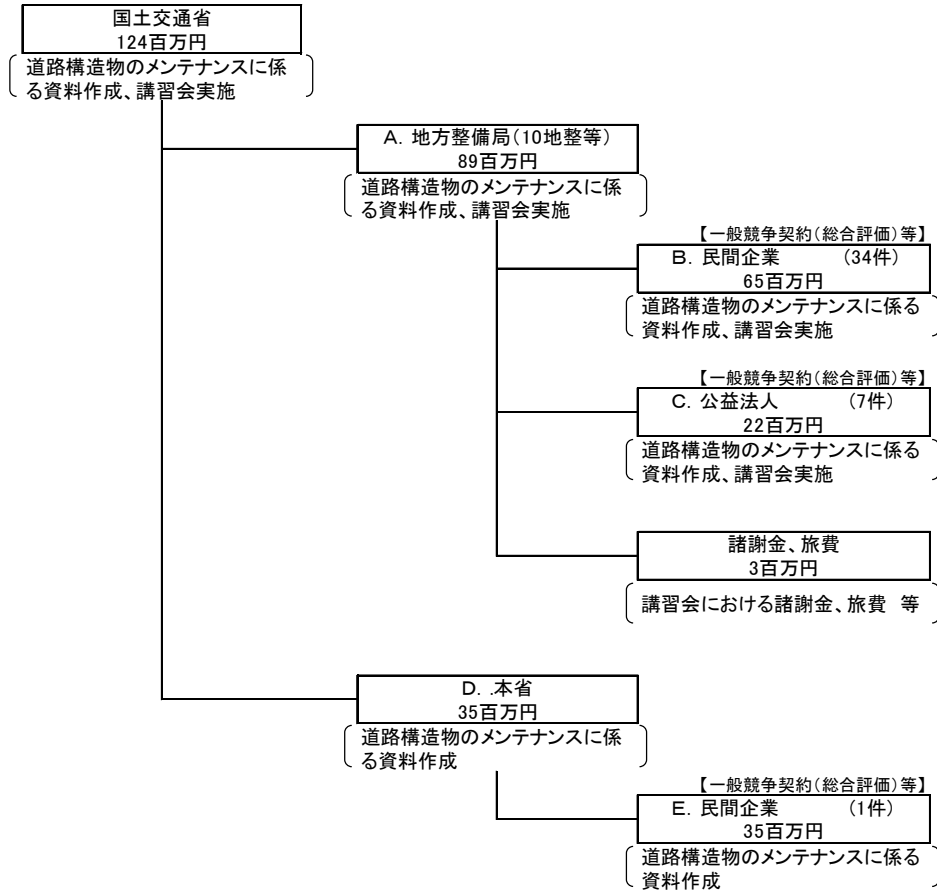 国土交通省
124百万円
道路構造物のメンテナンスに係
る資料作成、講習会実施
A. 地方整備局(10地整等)
89百万円
道路構造物のメンテナンスに係
る資料作成、講習会実施
【一般競争契約(総合評価)等】
B. 民間企業 (34件)
65百万円
道路構造物のメンテナンスに係る
資料作成、講習会実施
【一般競争契約(総合評価)等】
C. 公益法人 (7件)
22百万円
道路構造物のメンテナンスに係る
資料作成、講習会実施
諸謝金、旅費
3百万円
講習会における諸謝金、旅費 等
D. .本省
35百万円
道路構造物のメンテナンスに係
る資料作成
【一般競争契約(総合評価)等】
E. 民間企業 (1件)
35百万円
道路構造物のメンテナンスに係る
資料作成